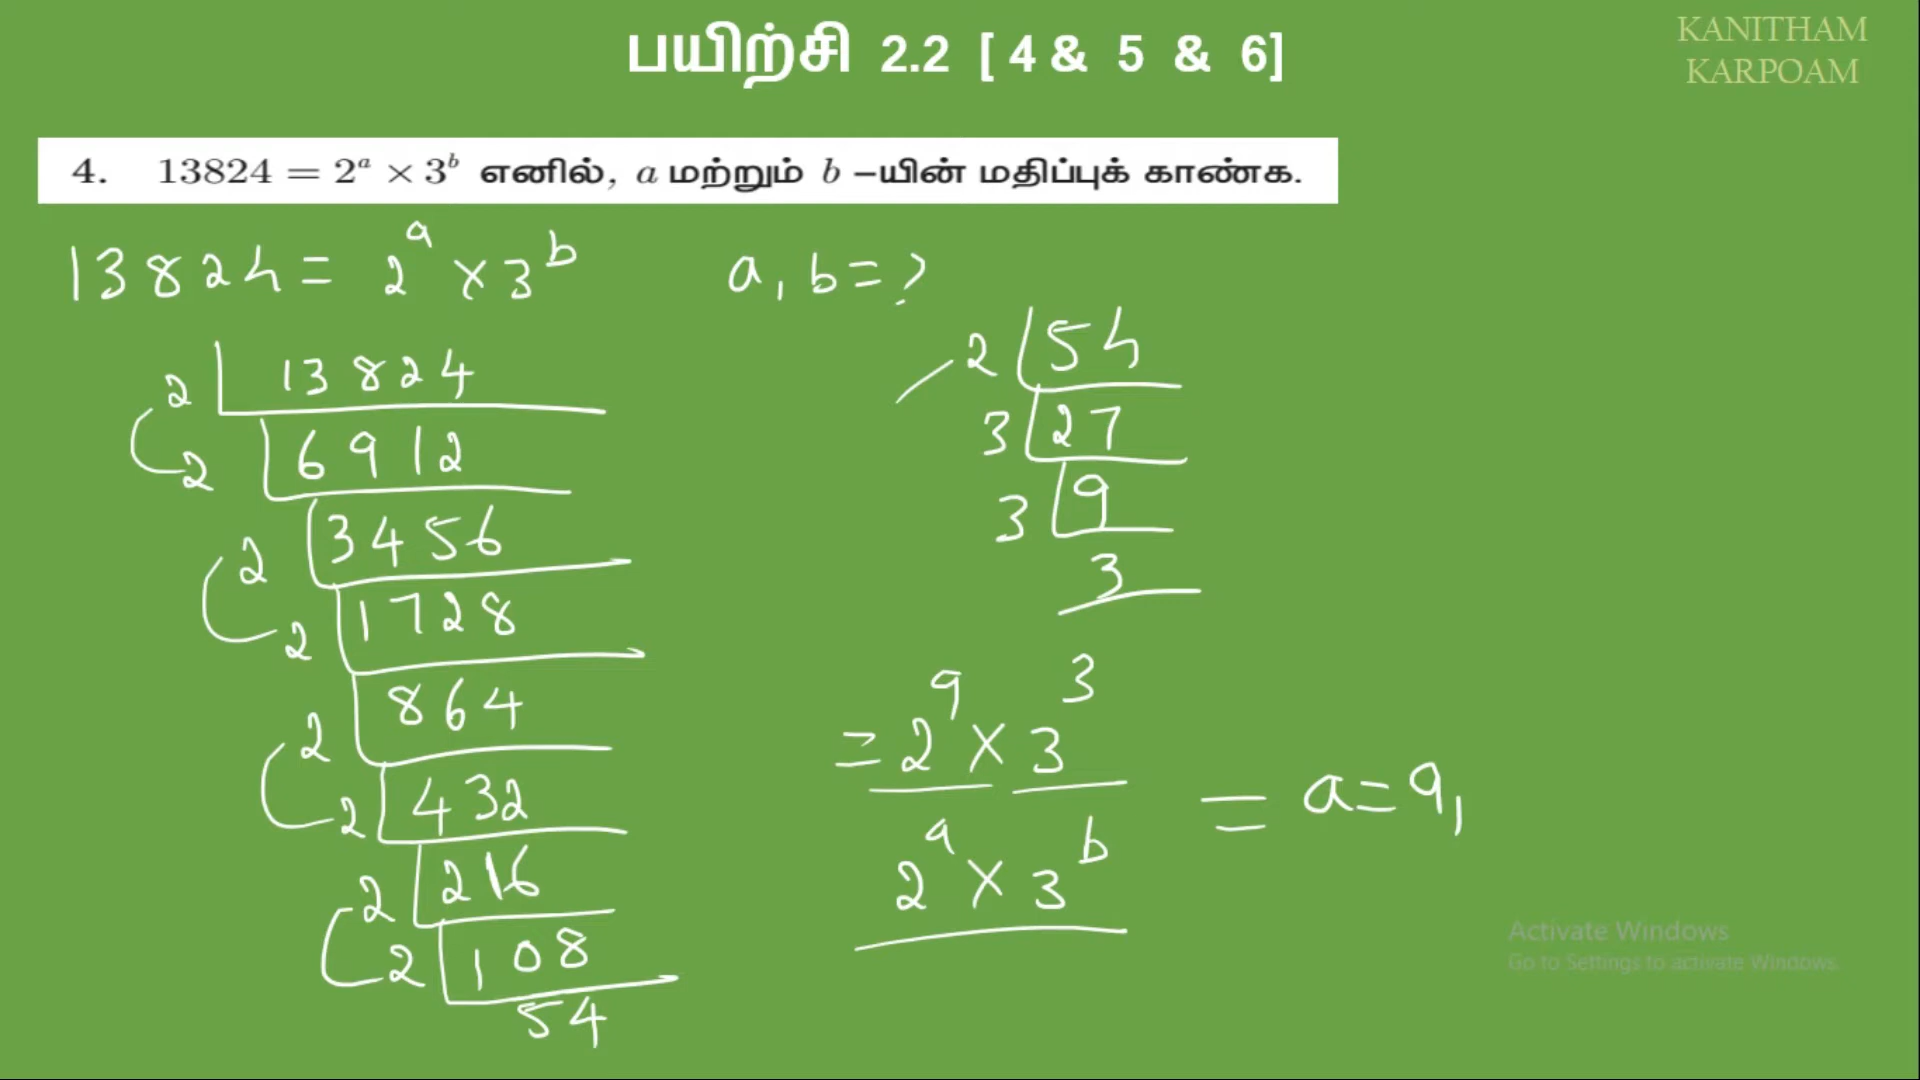 பயிற்சி 2.2 [ 4 & 5 & 6]
KANITHAM
KARPOAM
4. 13824 = 2^a × 3^b எனில், a மற்றும் b –யின் மதிப்புக் காண்க.
13824 = 2^a × 3^b
a, b = ?
2 | 13824
2 | 6912
2 | 3456
2 | 1728
2 | 864
2 | 432
2 | 216
2 | 108
54
2 | 54
3 | 27
3 | 9
3
= 2^9 × 3^3
2^a × 3^b
= a = 9,
Activate Windows
Go to Settings to activate Windows.